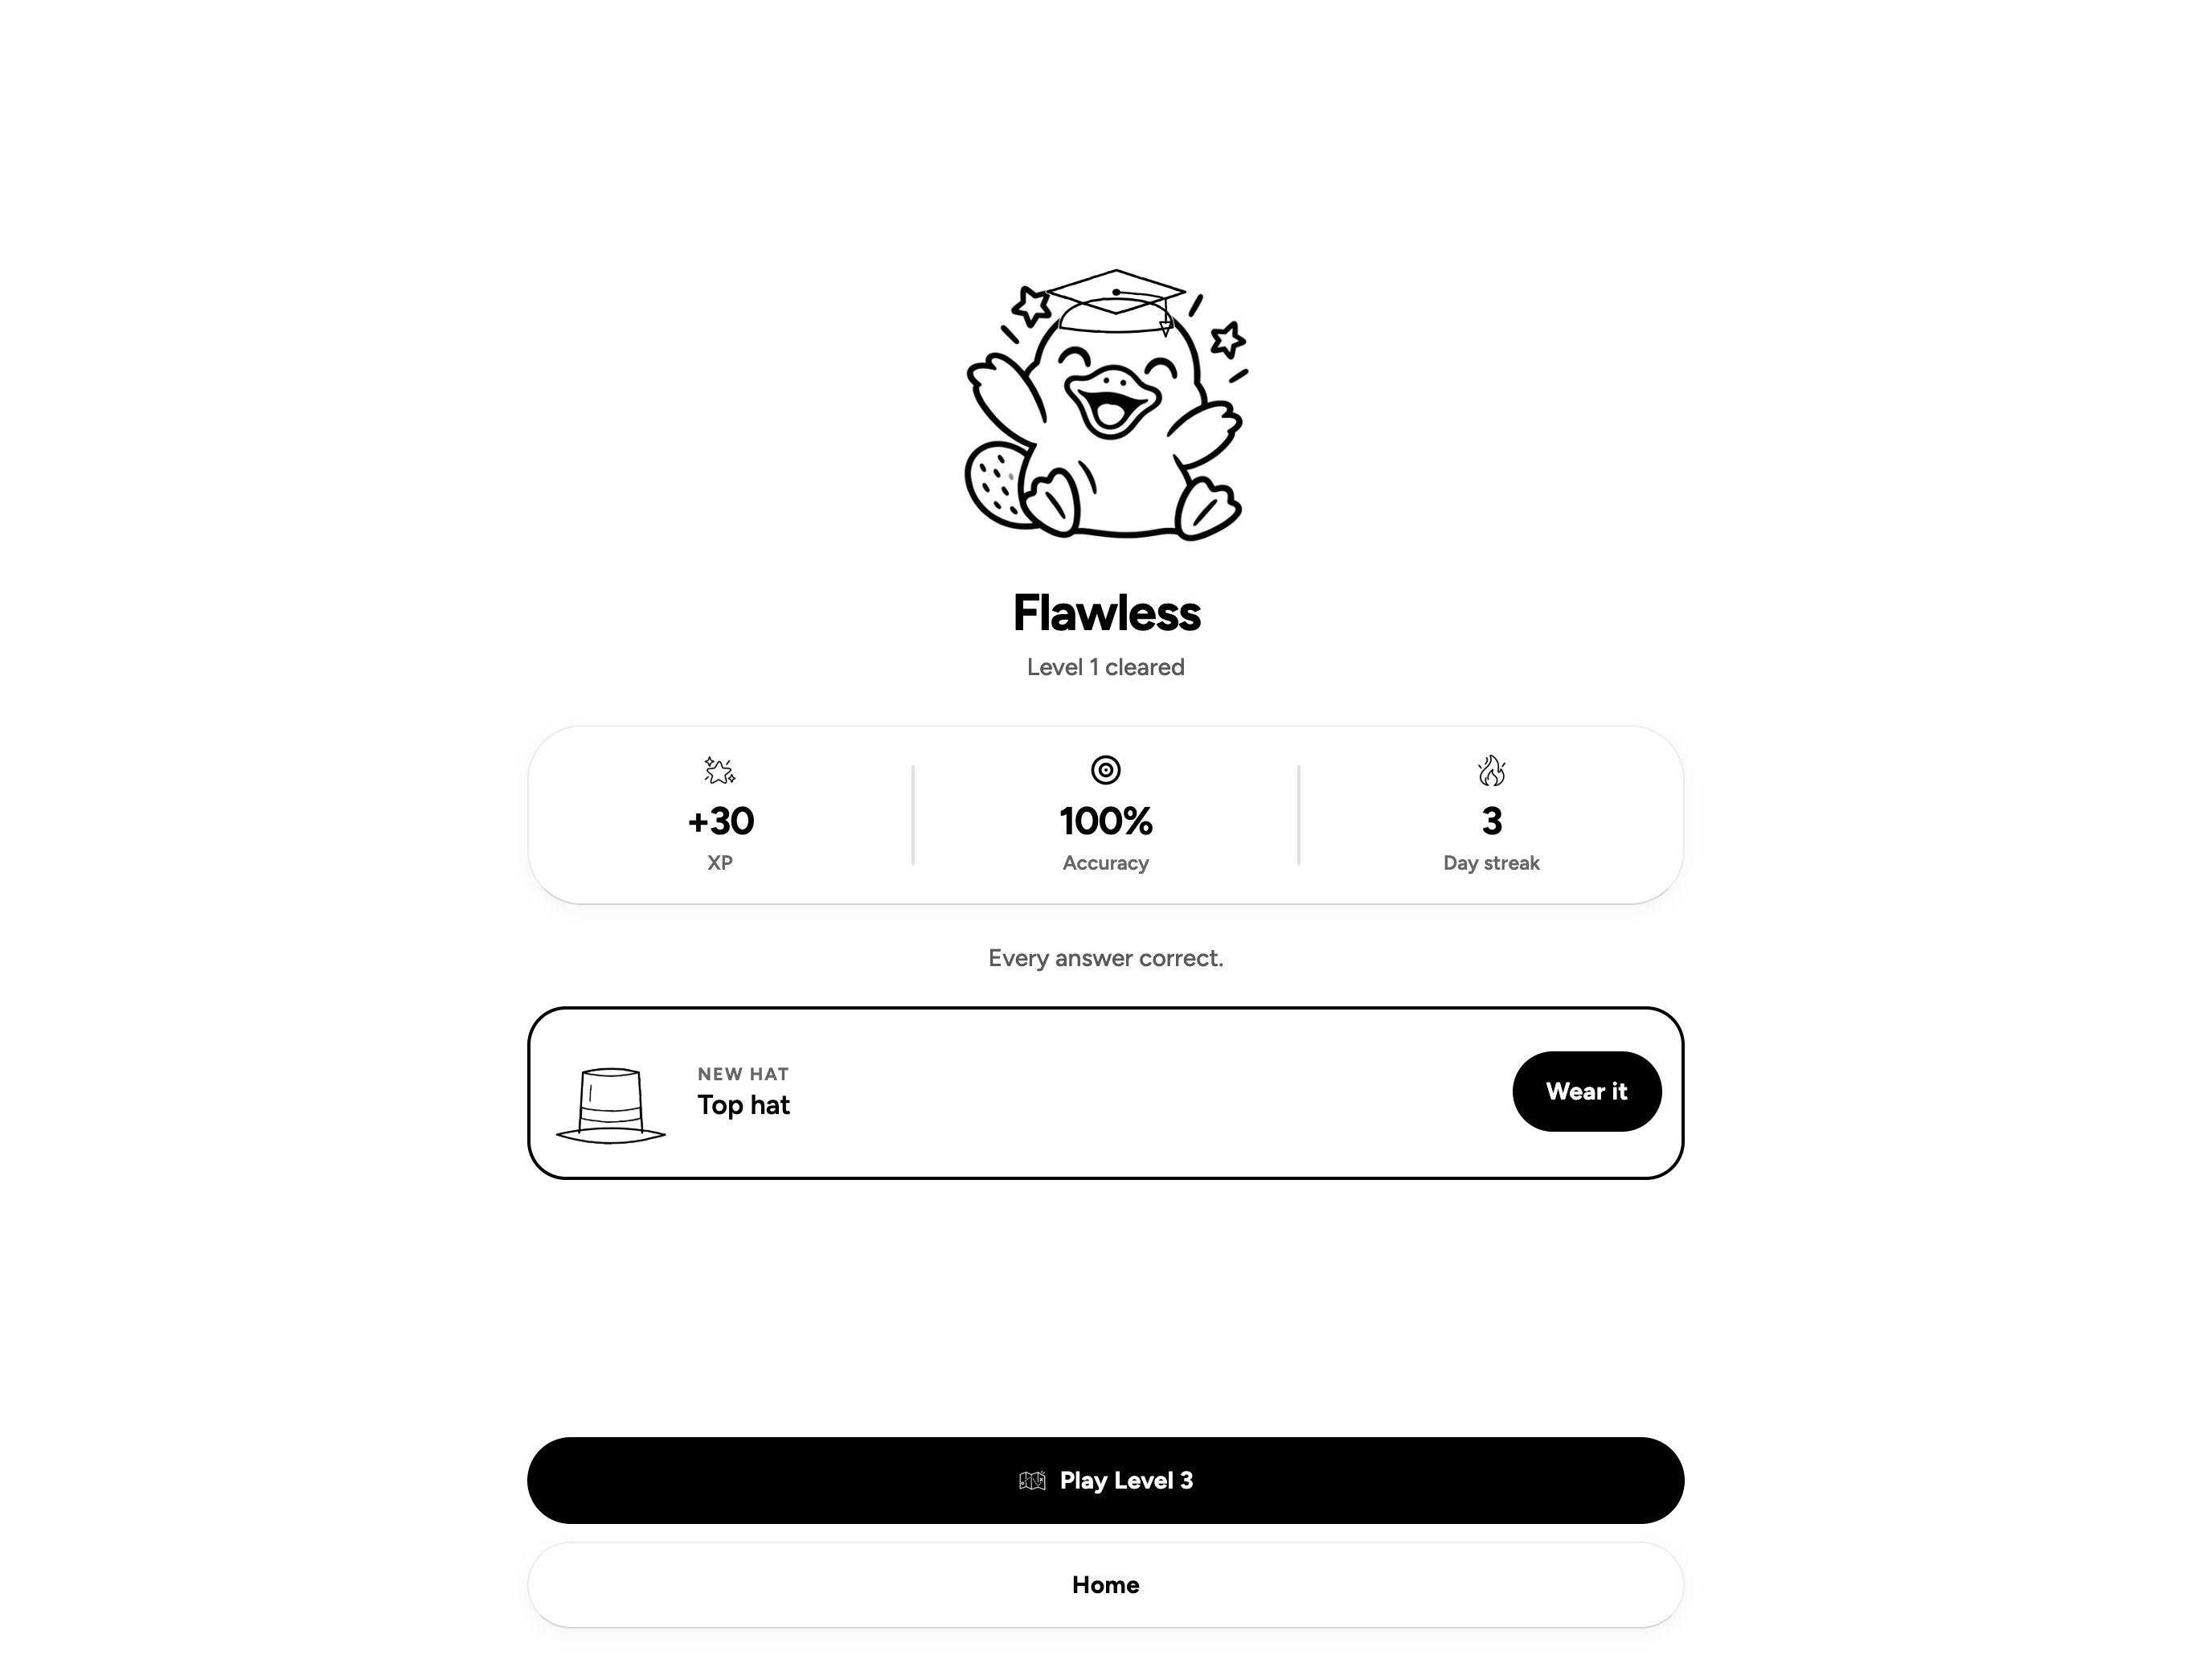 Flawless
Level 1 cleared
+30
XP
100%
Accuracy
3
Day streak
Every answer correct.
NEW HAT
Top hat
Wear it
Play Level 3
Home